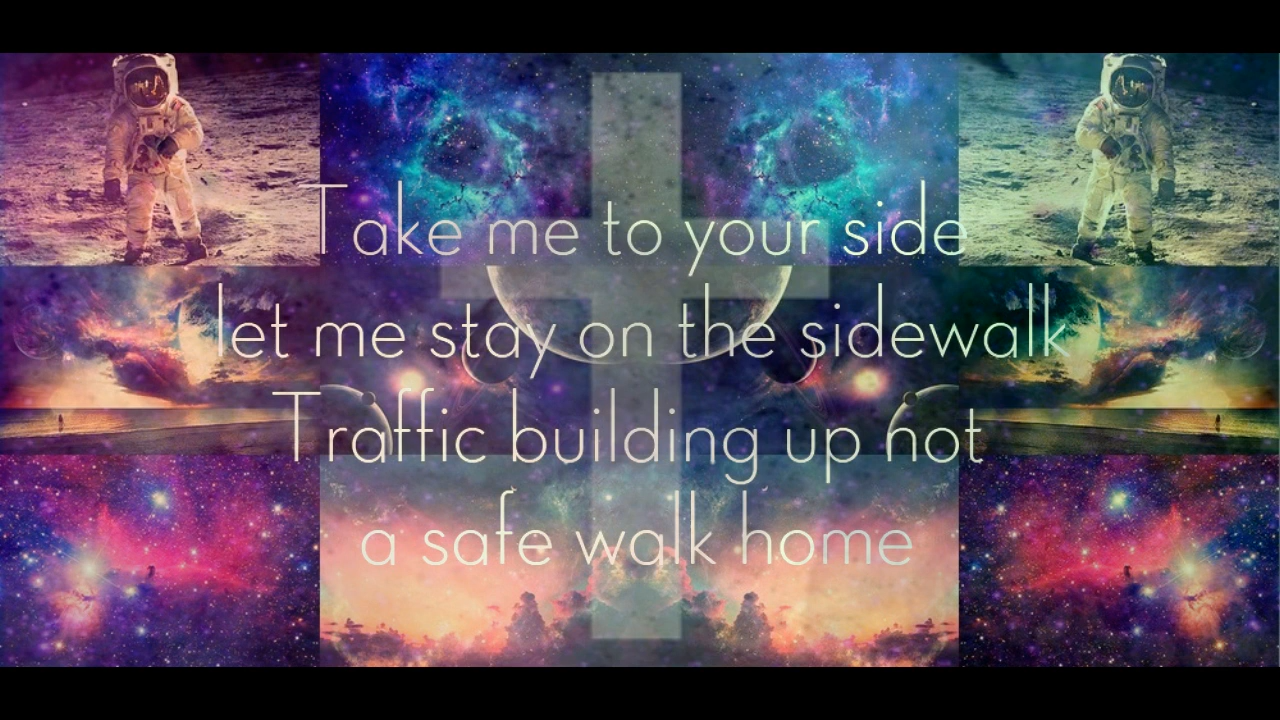 Take me to your side
let me stay on the sidewalk
Traffic building up not
a safe walk home